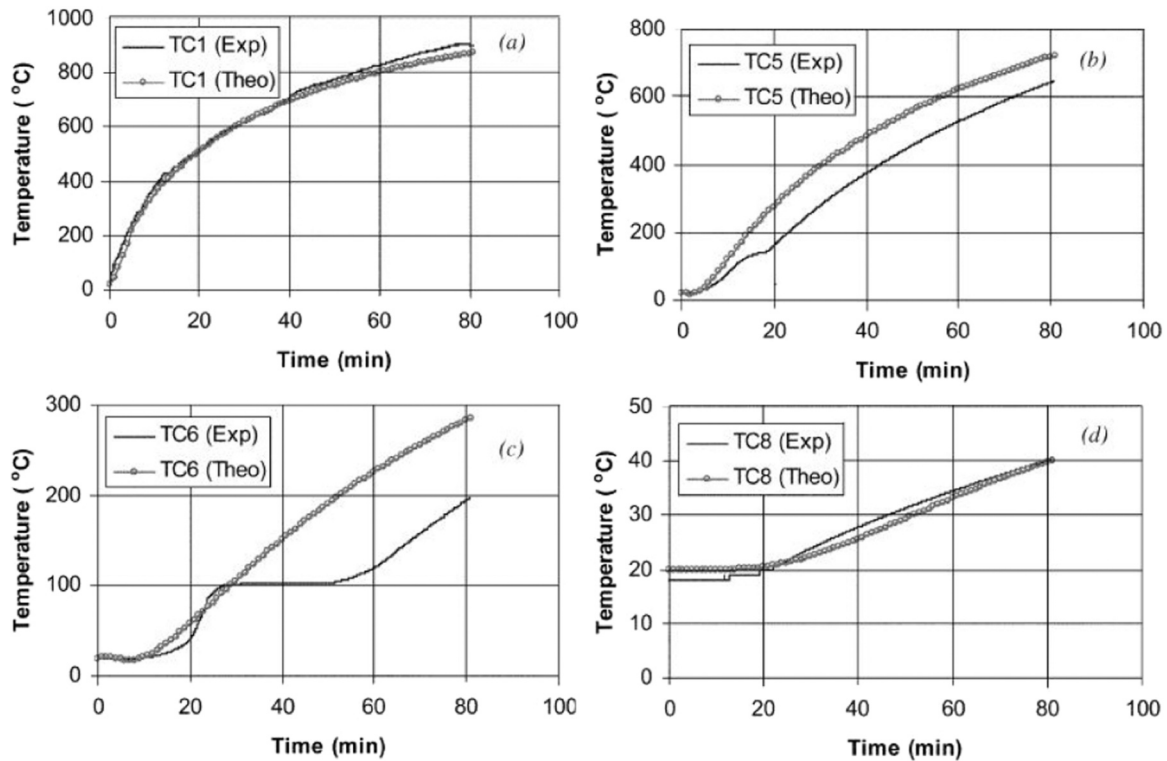 1000
800
600
400
200
0
0 20 40 60 80 100
Temperature ( °C)
Time (min)
TC1 (Exp)
TC1 (Theo)
(a)
800
600
400
200
0
0 20 40 60 80 100
Temperature ( °C)
Time (min)
TC5 (Exp)
TC5 (Theo)
(b)
300
200
100
0
0 20 40 60 80 100
Temperature ( °C)
Time (min)
TC6 (Exp)
TC6 (Theo)
(c)
50
40
30
20
10
0
0 20 40 60 80 100
Temperature ( °C)
Time (min)
TC8 (Exp)
TC8 (Theo)
(d)